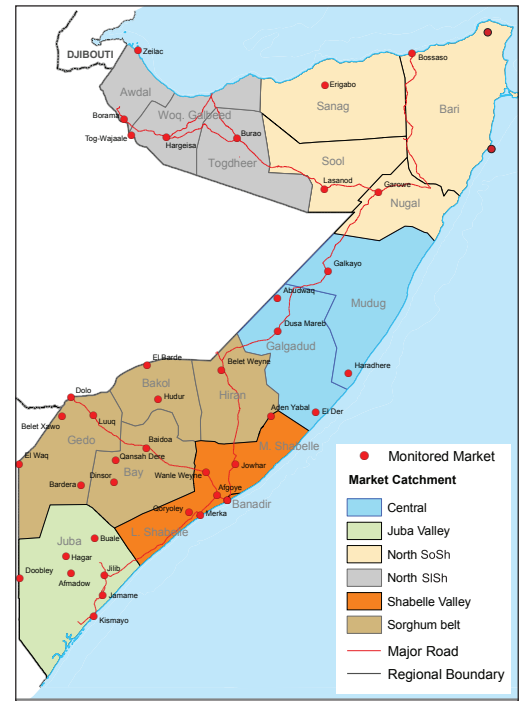 DJIBOUTI
Zeilac
Bossaso
Awdal
Erigabo
Sanag
Bari
Borama
Woq. Galbeed
Tog-Wajaale
Hargeisa
Burao
Togdheer
Sool
Lasanod
Garowe
Nugal
Galkayo
Abudwaq
Mudug
Dusa Mareb
Galgadud
El Barde
Belet Weyne
Haradhere
Dolo
Bakol
Hudur
Hiran
Belet Xawo
Luuq
Aden Yabal
El Der
Gedo
Baidoa
M. Shabelle
El Waq
Qansah Dere
Bay
Jowhar
Bardera
Dinsor
Wanle Weyne
Afgoye
Banadir
Qoryoley
Merka
L. Shabelle
Juba
Buale
Hagar
Doobley
Afmadow
Jilib
Jamame
Kismayo
Monitored Market
Market Catchment
Central
Juba Valley
North SoSh
North SlSh
Shabelle Valley
Sorghum belt
Major Road
Regional Boundary